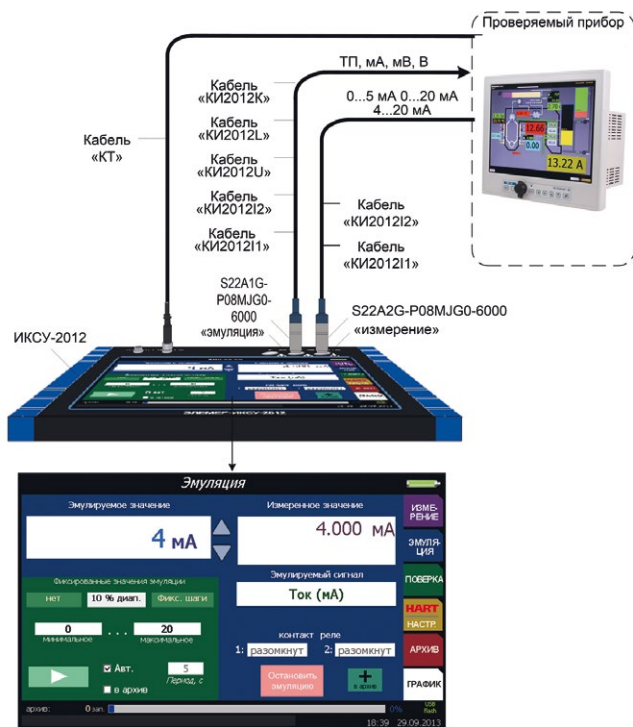 Проверяемый прибор
ТП, мА, мВ, В
Кабель
«КИ2012К»
0...5 мА 0...20 мА
4...20 мА
Кабель
«КТ»
Кабель
«КИ2012L»
Кабель
«КИ2012U»
Кабель
«КИ2012I2»
Кабель
«КИ2012I1»
Кабель
«КИ2012I2»
Кабель
«КИ2012I1»
12.66
0.00
13.22 A
S22A1G-
P08MJG0-
6000
«эмуляция»
S22A2G-P08MJG0-6000
«измерение»
ИКСУ-2012
ЭЛЕМЕР-ИКСУ-2012
Эмуляция
Эмулируемое значение
Измеренное значение
ИЗМЕ-
РЕНИЕ
4 мА
4.000 мА
ЭМУЛЯ-
ЦИЯ
Фиксированные значения эмуляции
Эмулируемый сигнал
ПОВЕРКА
нет
10 % диап.
Фикс. шаги
Ток (мА)
HART
НАСТР.
0 ... 20
минимальное
максимальное
контакт реле
1: разомкнут
2: разомкнут
АРХИВ
Авт.
5
Период, с
в архив
Остановить
эмуляцию
+
в архив
ГРАФИК
архив:
0 зап.
0%
USB
flash
18:39 29.09.2013